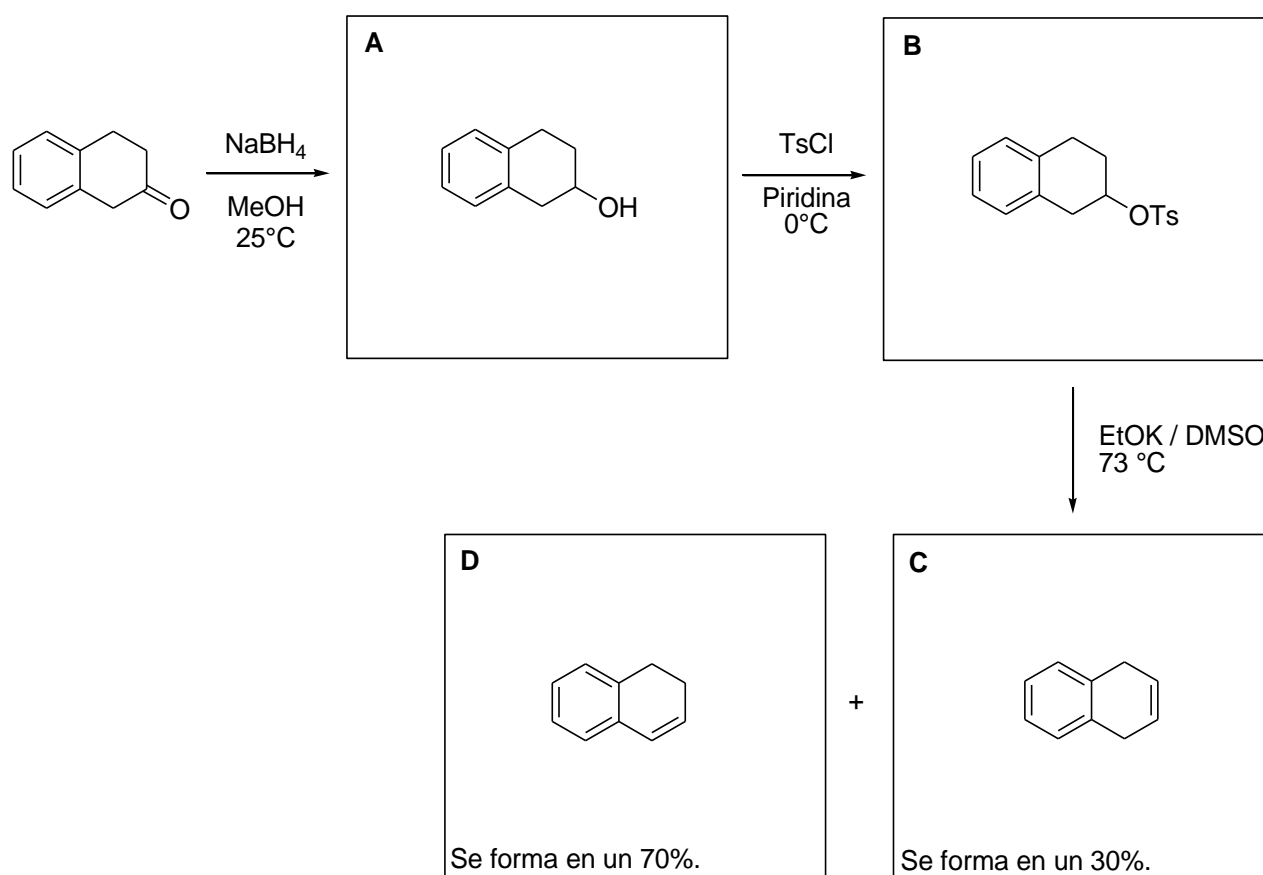 A
B
NaBH4
MeOH
25°C
O
OH
TsCl
Piridina
0°C
OTs
EtOK / DMSO
73 °C
D
C
+
Se forma en un 70%.
Se forma en un 30%.